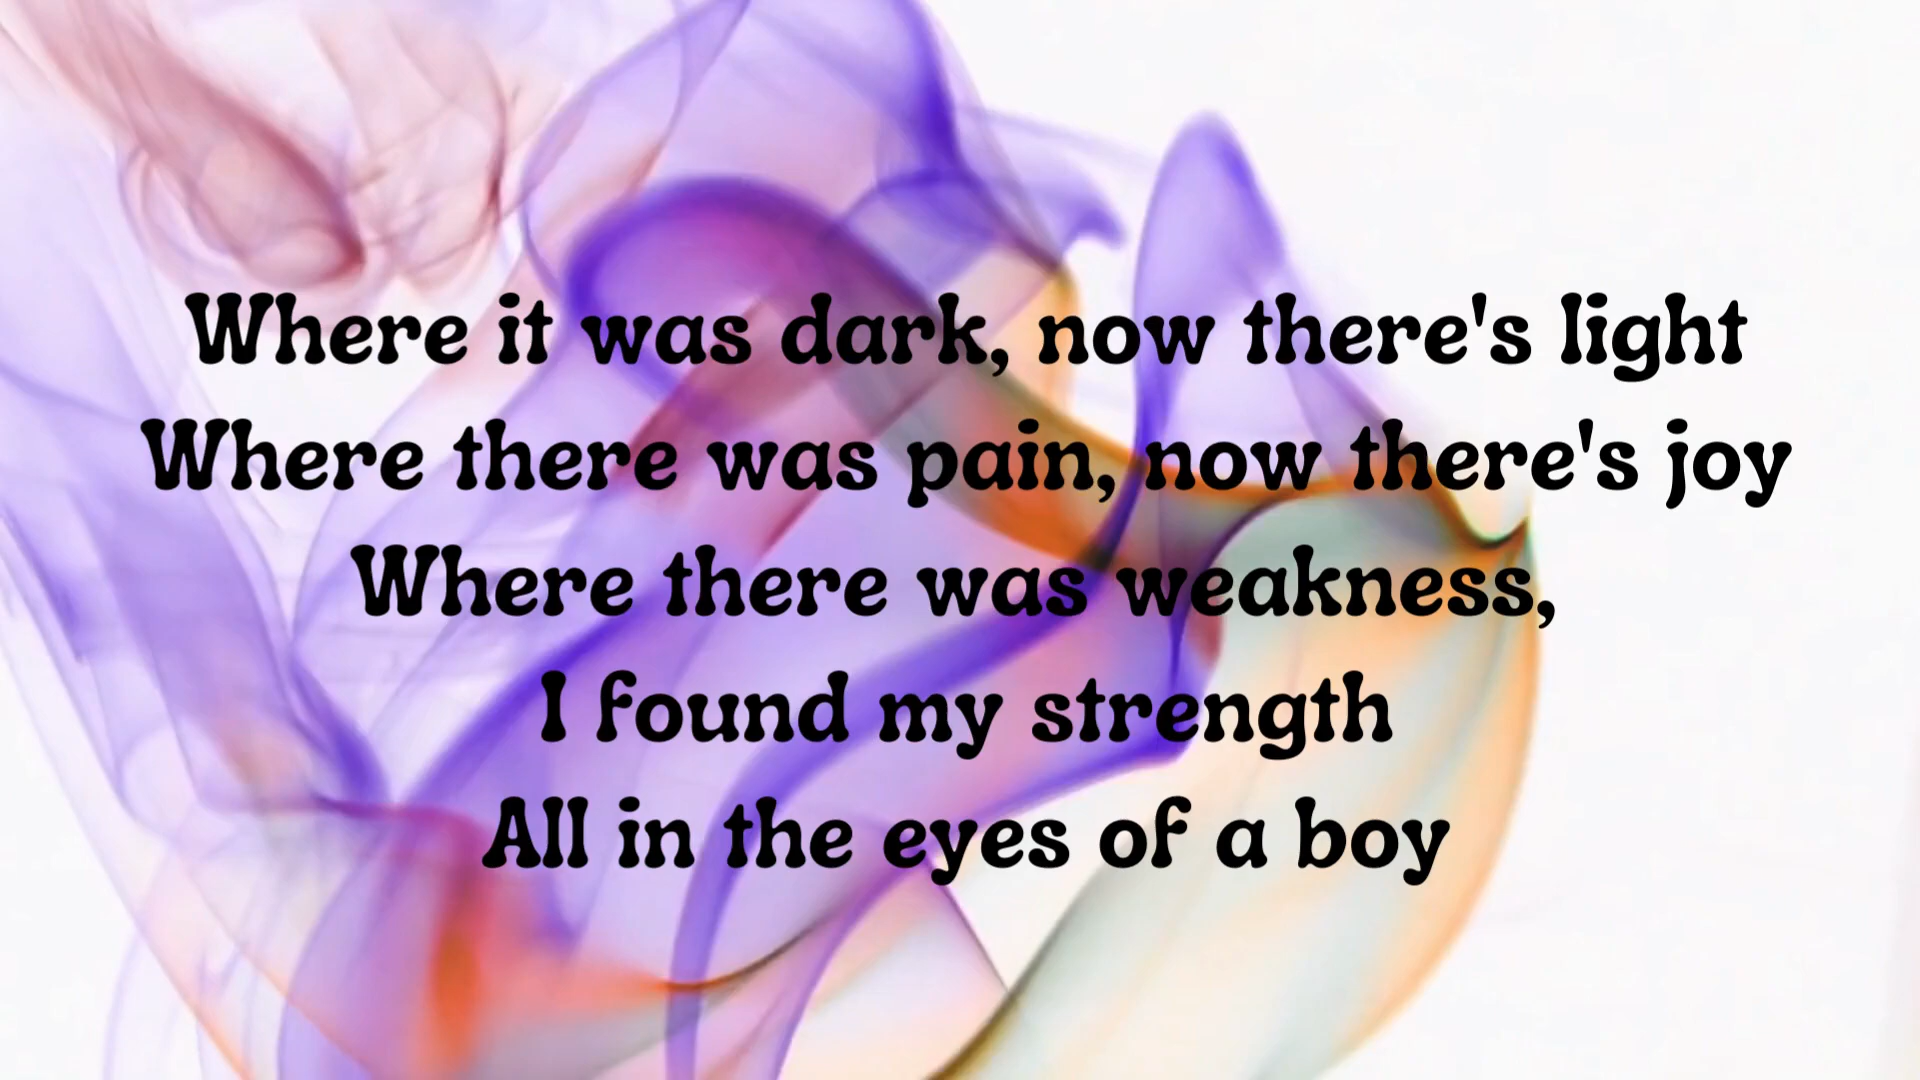 Where it was dark, now there's light
Where there was pain, now there's joy
Where there was weakness,
I found my strength
All in the eyes of a boy